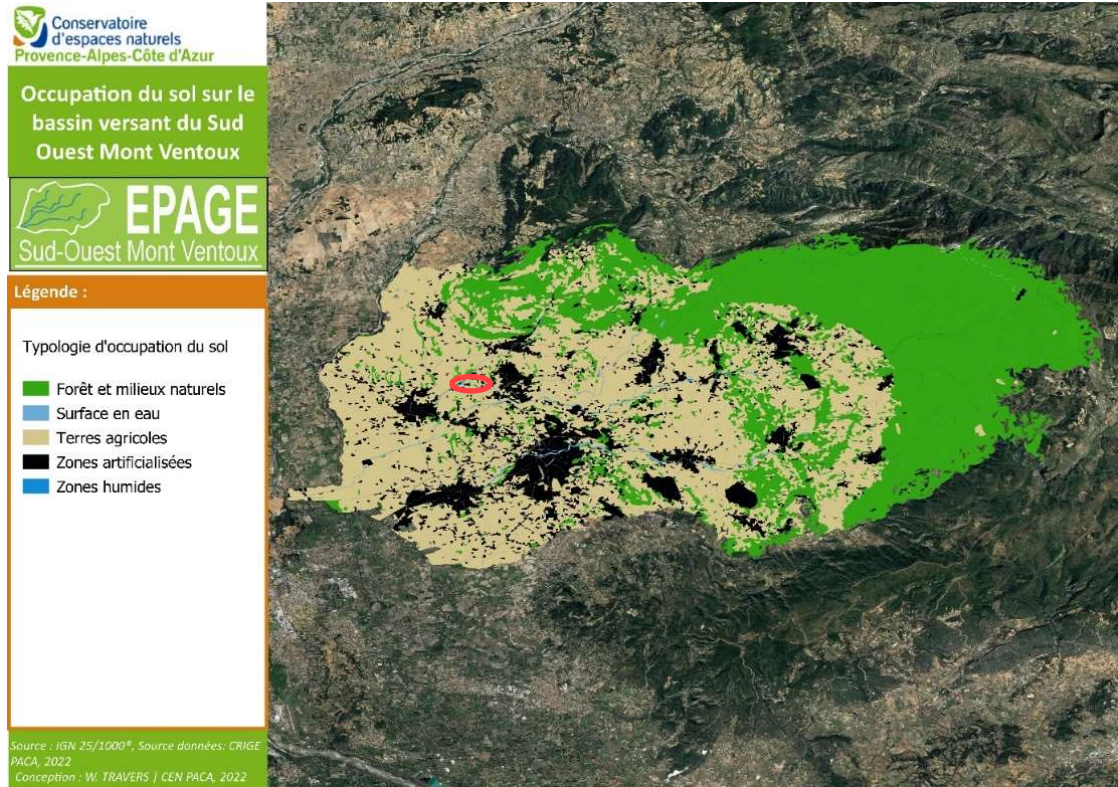 Conservatoire
d'espaces naturels
Provence-Alpes-Côte d'Azur
Occupation du sol sur le
bassin versant du Sud
Ouest Mont Ventoux
EPAGE
Sud-Ouest Mont Ventoux
Légende :
Typologie d'occupation du sol
Forêt et milieux naturels
Surface en eau
Terres agricoles
Zones artificialisées
Zones humides
Source : IGN 25/1000°, Source données: CRIGE
PACA, 2022
Conception : W. TRAVERS | CEN PACA, 2022